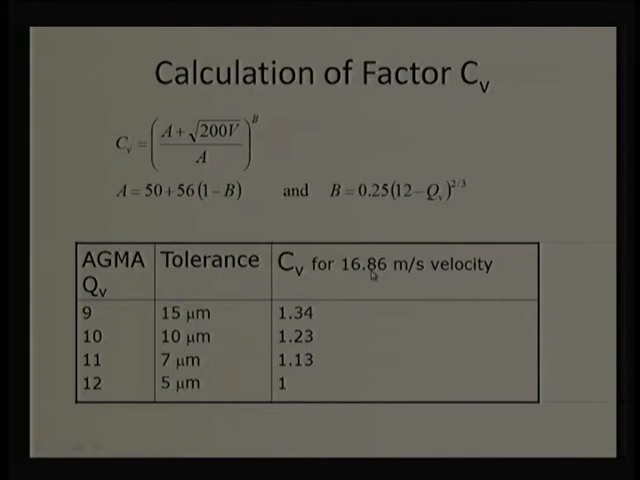 Calculation of Factor Cv
Cv = ((A + √200V) / A)^B
A = 50 + 56 (1 − B) and B = 0.25(12 − Qv)^2/3
AGMA Qv Tolerance Cv for 16.86 m/s velocity
9 15 μm 1.34
10 10 μm 1.23
11 7 μm 1.13
12 5 μm 1